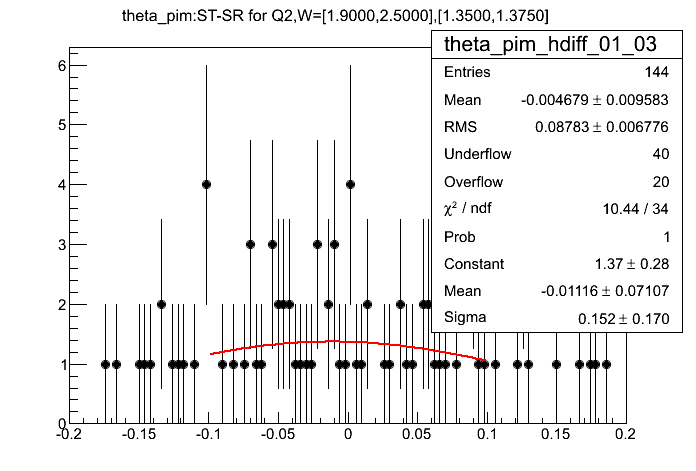 theta_pim:ST-SR for Q2,W=[1.9000,2.5000],[1.3500,1.3750]
theta_pim_hdiff_01_03
Entries 144
Mean -0.004679 ± 0.009583
RMS 0.08783 ± 0.006776
Underflow 40
Overflow 20
χ² / ndf 10.44 / 34
Prob 1
Constant 1.37 ± 0.28
Mean -0.01116 ± 0.07107
Sigma 0.152 ± 0.170
6
5
4
3
2
1
0
-0.2 -0.15 -0.1 -0.05 0 0.05 0.1 0.15 0.2